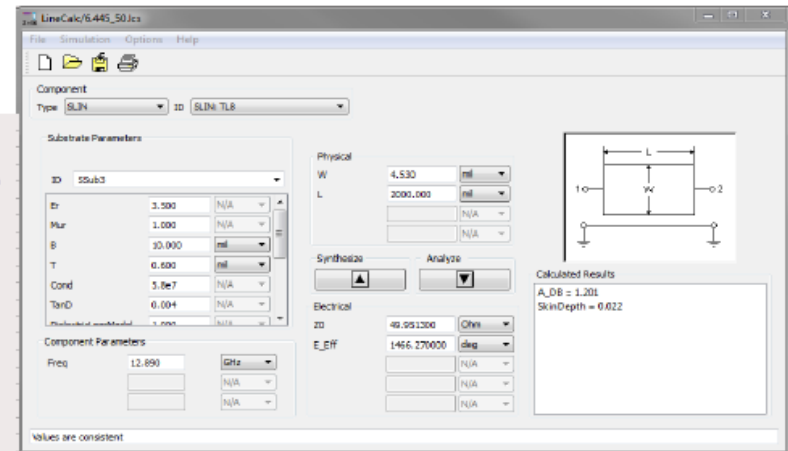 LineCalc/6.445_50.lcs
File Simulation Options Help
Component
Type SLIN ID SLIN: TL8
Substrate Parameters
ID SSub3
Er 3.500 N/A
Mur 1.000 N/A
B 10.000 mil
T 0.600 mil
Cond 5.8e7 N/A
TanD 0.004 N/A
1.000 N/A
Component Parameters
Freq 12.890 GHz
N/A
N/A
Physical
W 4.530 mil
L 2000.000 mil
N/A
N/A
Synthesize Analyze
Electrical
Z0 49.951300 Ohm
E_Eff 1466.270000 deg
N/A
N/A
N/A
L
1 W 2
Calculated Results
A_DB = 1.201
SkinDepth = 0.022
Values are consistent